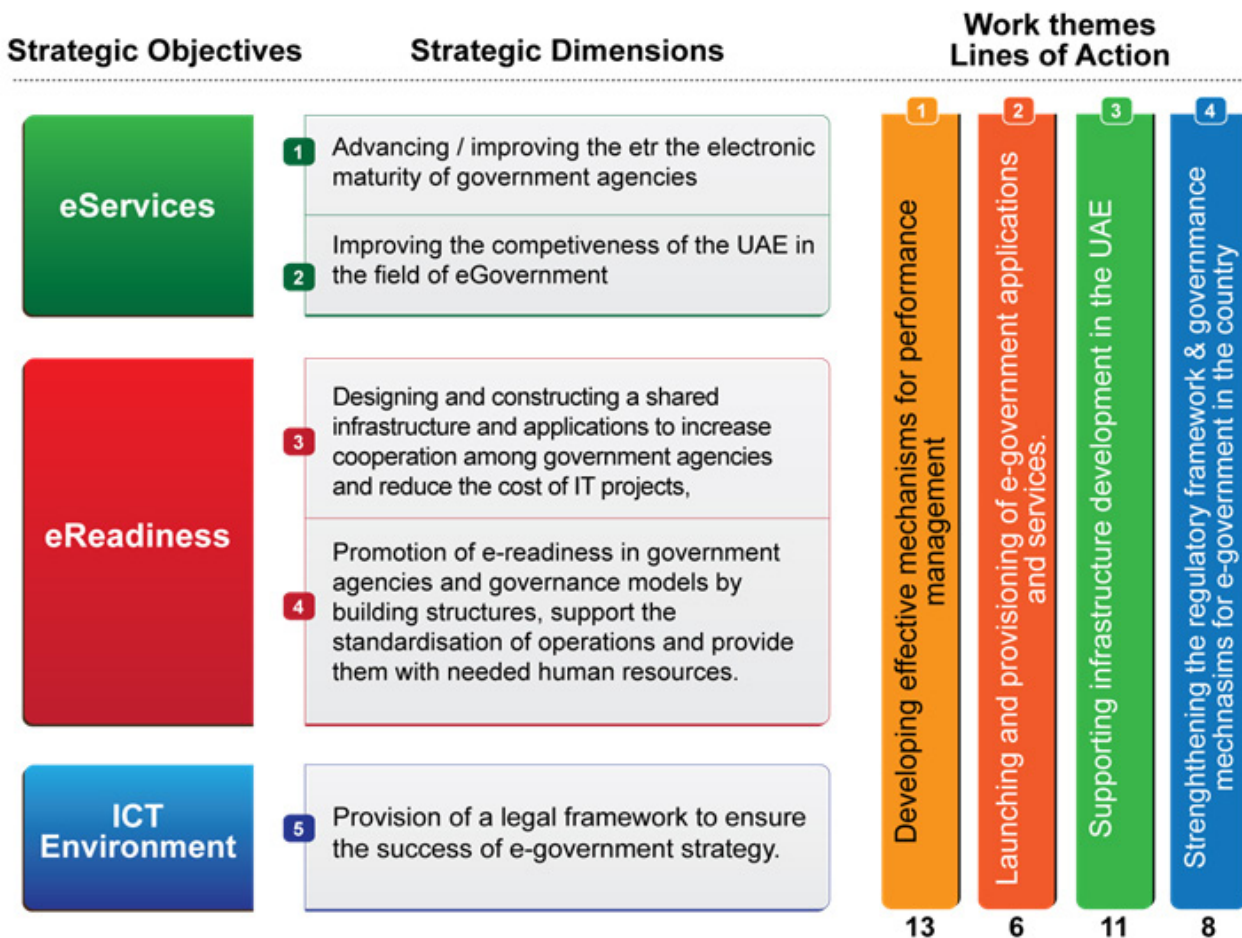 Strategic Objectives
Strategic Dimensions
Work themes
Lines of Action
eServices
1
Advancing / improving the etr the electronic
maturity of government agencies
2
Improving the competiveness of the UAE in
the field of eGovernment
eReadiness
3
Designing and constructing a shared
infrastructure and applications to increase
cooperation among government agencies
and reduce the cost of IT projects,
4
Promotion of e-readiness in government
agencies and governance models by
building structures, support the
standardisation of operations and provide
them with needed human resources.
ICT
Environment
5
Provision of a legal framework to ensure
the success of e-government strategy.
1
Developing effective mechanisms for performance
management
13
2
Launching and provisioning of e-government applications
and services.
6
3
Supporting infrastructure development in the UAE
11
4
Strenghthening the regulatory framework & governmance
mechnasims for e-government in the country
8